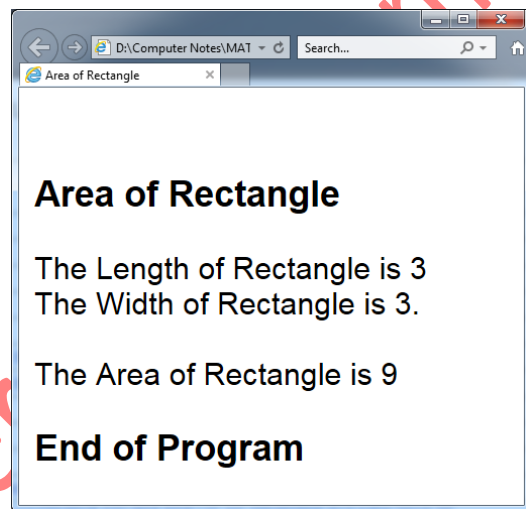 D:\Computer Notes\MAT
Search...
Area of Rectangle
Area of Rectangle
The Length of Rectangle is 3
The Width of Rectangle is 3.
The Area of Rectangle is 9
End of Program